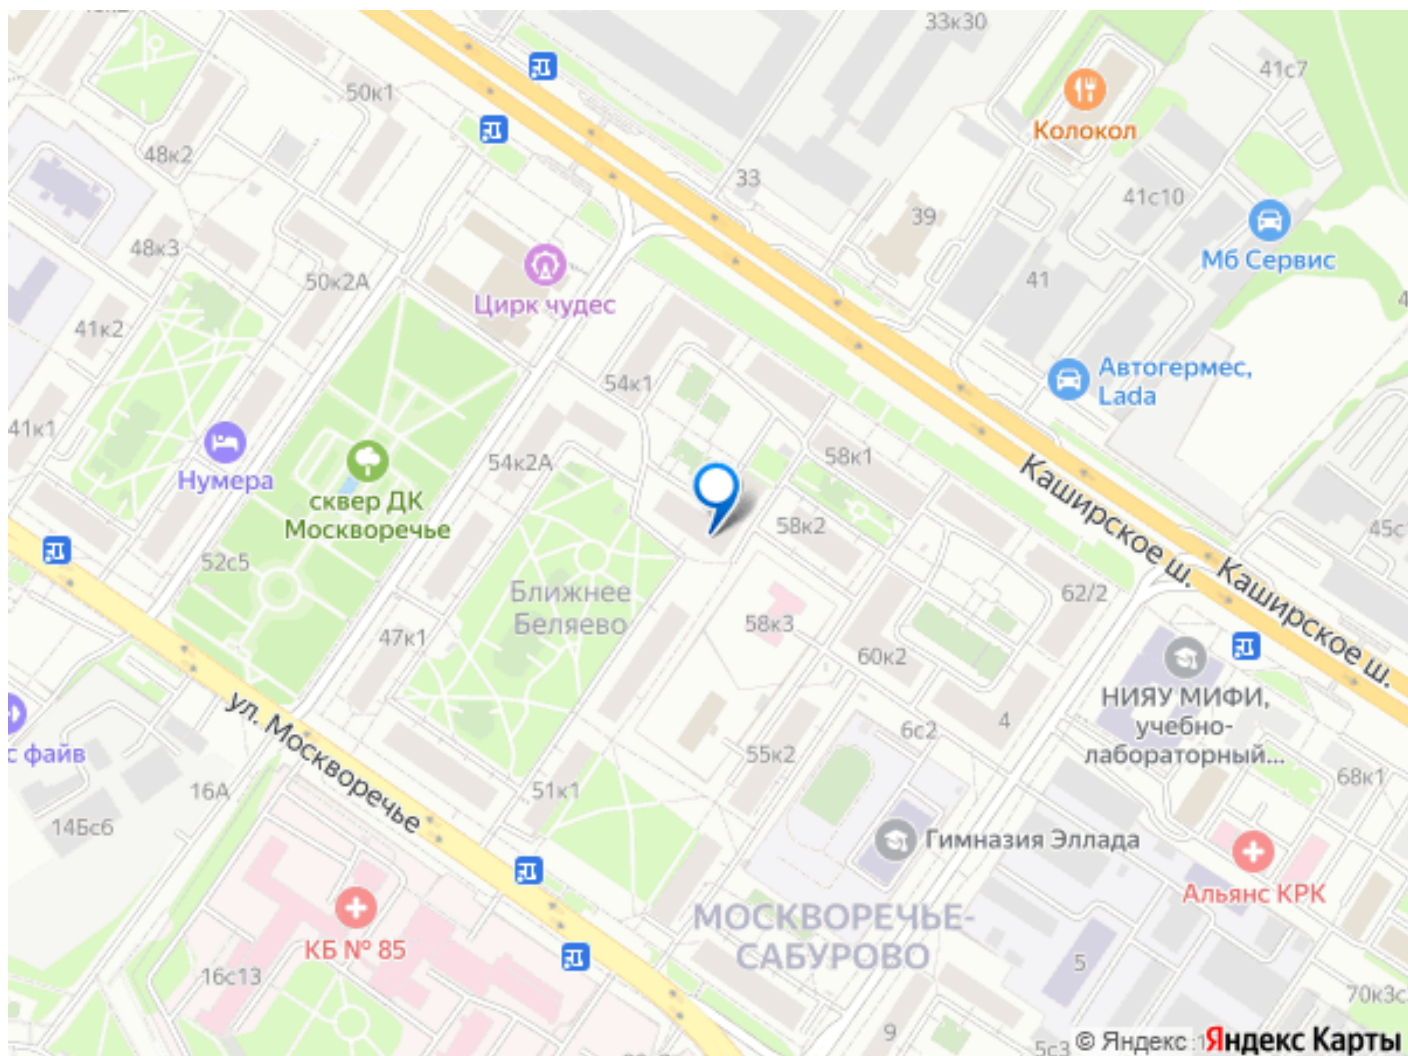 33к30
41с7
50к1
Колокол
48к2
33
41с10
39
48к3
Мб Сервис
50к2А
Цирк чудес
41
41к2
Автогермес,
Lada
54к1
41к1
58к1
54к2А
Нумера
сквер ДК
Москворечье
Каширское ш.
58к2
52с5
Каширское ш.
Ближнее
Беляево
62/2
58к3
47к1
60к2
НИЯУ МИФИ,
учебно-
лабораторный...
ул. Москворечье
4
6с2
с файв
55к2
68к1
16А
51к1
14Бс6
Гимназия Эллада
Альянс КРК
МОСКВОРЕЧЬЕ-
САБУРОВО
КБ № 85
16с13
5
70к3с
9
5с3
© Яндекс
Яндекс Карты